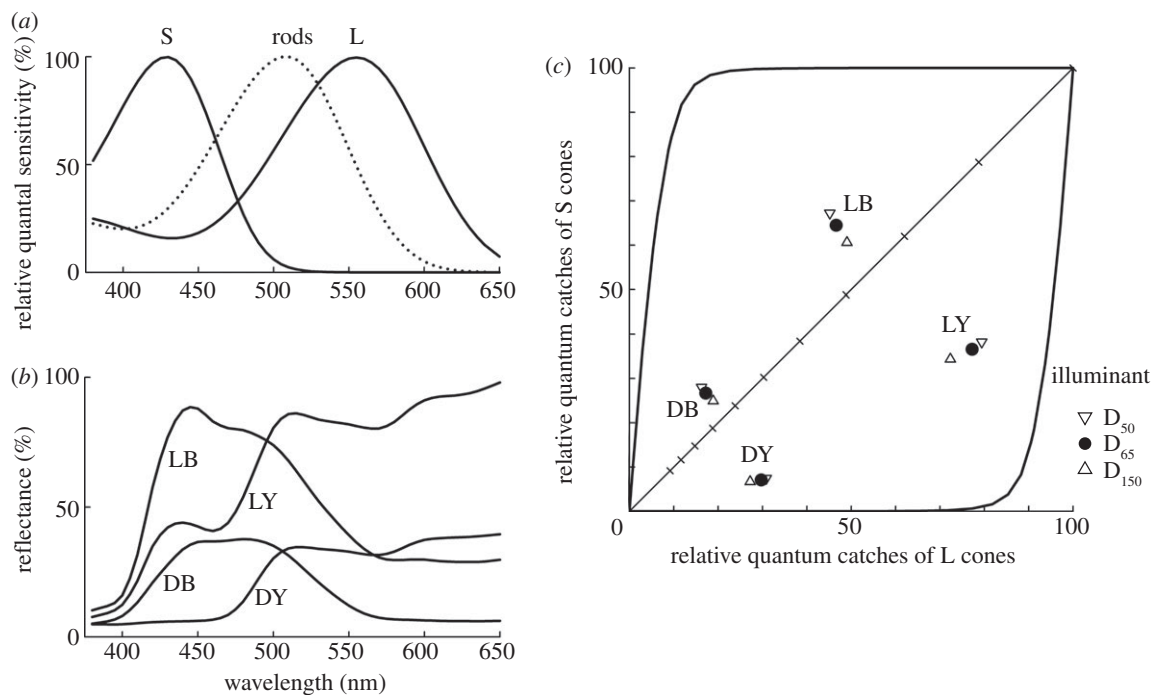 (a)
S
rods
L
relative quantal sensitivity (%)
100
50
0
400
450
500
550
600
650
(b)
reflectance (%)
100
50
0
LB
LY
DB
DY
400
450
500
550
600
650
wavelength (nm)
(c)
relative quantum catches of S cones
100
50
0
50
100
LB
LY
DB
DY
relative quantum catches of L cones
illuminant
D50
D65
D150